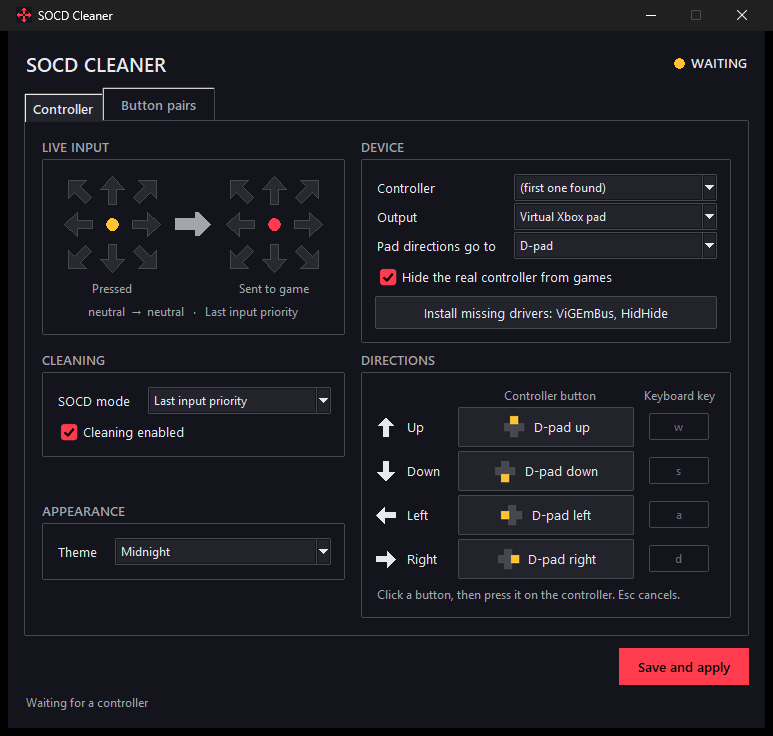 SOCD Cleaner
SOCD CLEANER
WAITING
Controller
Button pairs
LIVE INPUT
Pressed
Sent to game
neutral → neutral · Last input priority
DEVICE
Controller
(first one found)
Output
Virtual Xbox pad
Pad directions go to
D-pad
Hide the real controller from games
Install missing drivers: ViGEmBus, HidHide
CLEANING
SOCD mode
Last input priority
Cleaning enabled
APPEARANCE
Theme
Midnight
DIRECTIONS
Controller button
Keyboard key
Up
D-pad up
w
Down
D-pad down
s
Left
D-pad left
a
Right
D-pad right
d
Click a button, then press it on the controller. Esc cancels.
Save and apply
Waiting for a controller